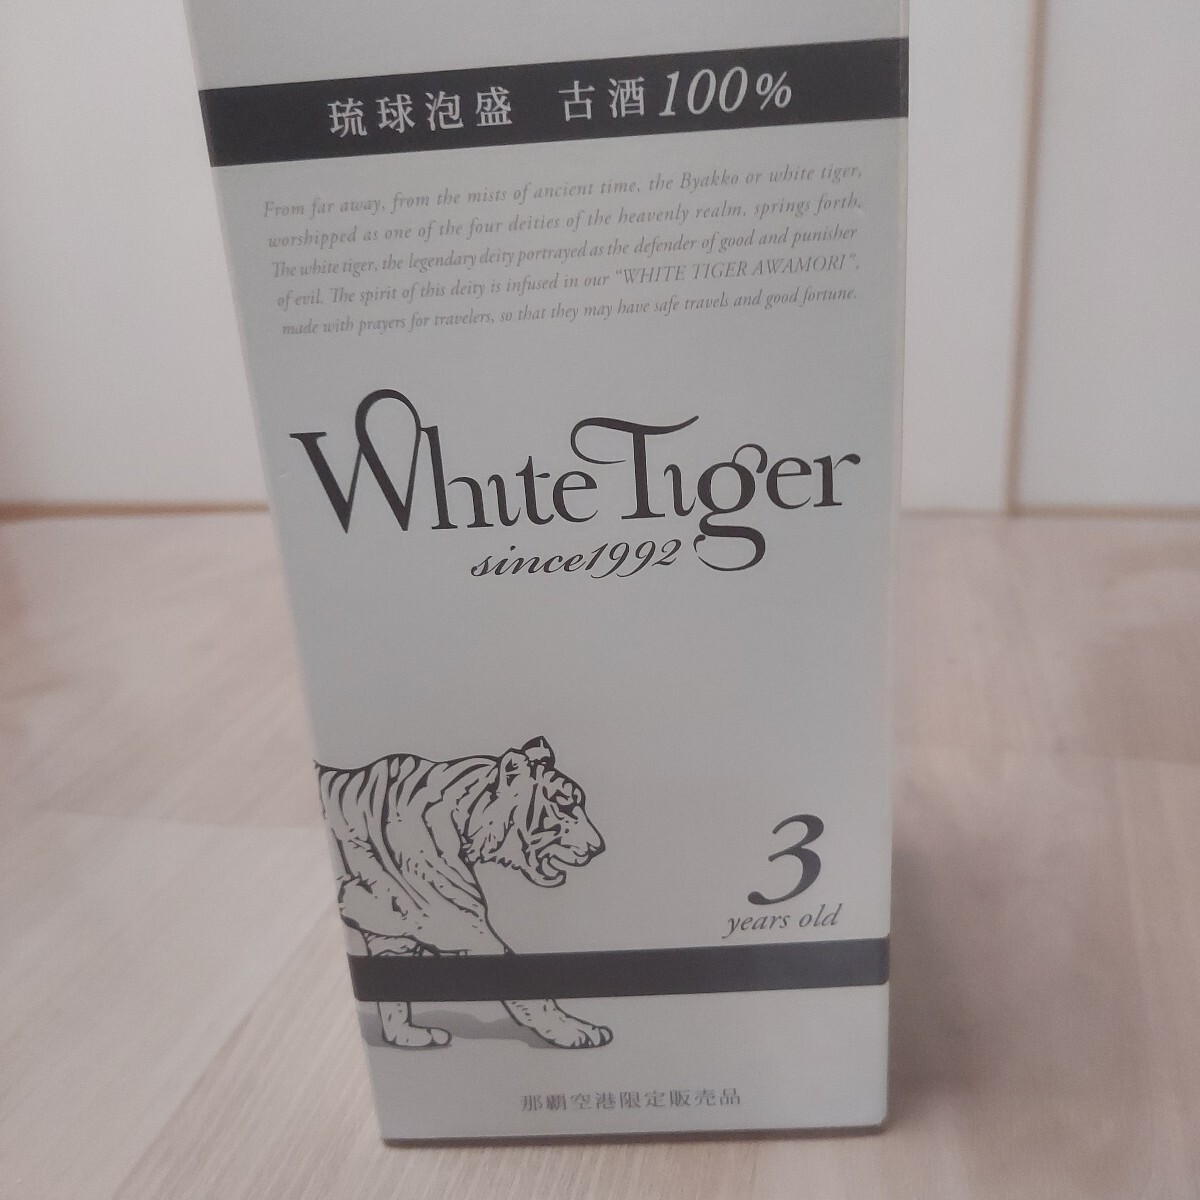 琉球泡盛 古酒100%
From far away, from the mists of ancient time, the Byakko or white tiger,
worshipped as one of the four deities of the heavenly realm, springs forth.
The white tiger, the legendary deity portrayed as the defender of good and punisher
of evil. The spirit of this deity is infused in our "WHITE TIGER AWAMORI",
made with prayers for travelers, so that they may have safe travels and good fortune.
White Tiger
since1992
3
years old
那覇空港限定販売品